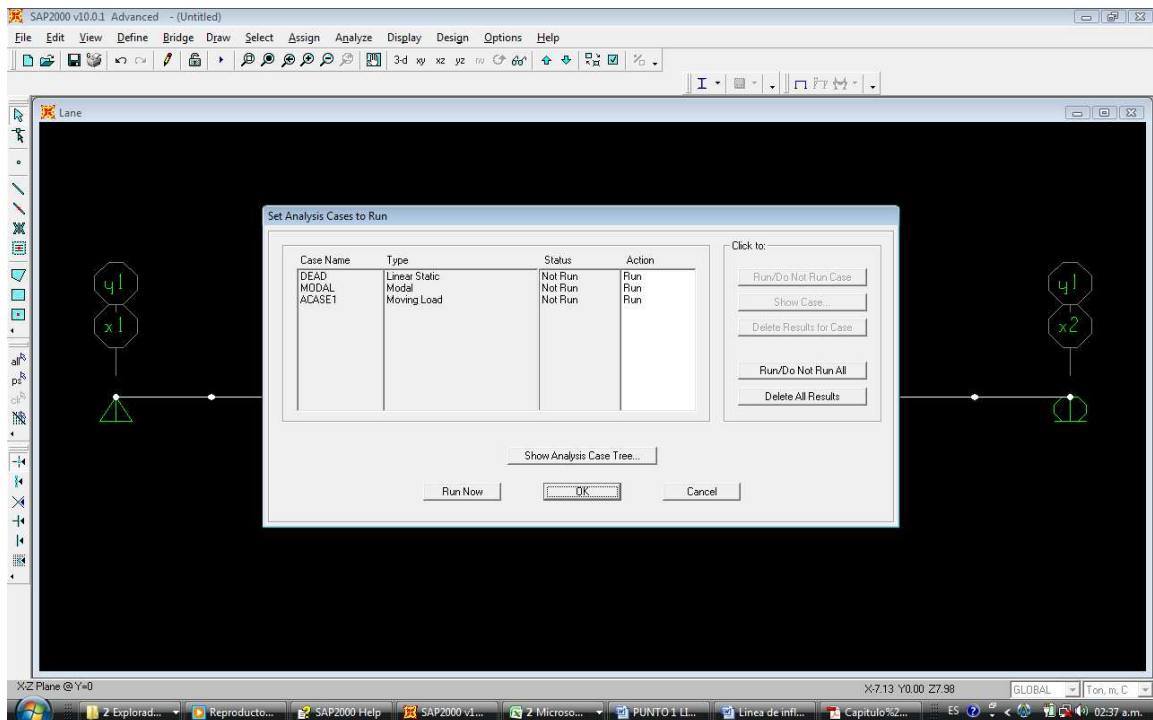 SAP2000 v10.0.1 Advanced - (Untitled)
File Edit View Define Bridge Draw Select Assign Analyze Display Design Options Help
3-d xy xz yz nv
Lane
Set Analysis Cases to Run
Click to:
Case Name Type Status Action
DEAD Linear Static Not Run Run
MODAL Modal Not Run Run
ACASE1 Moving Load Not Run Run
Run/Do Not Run Case
Show Case...
Delete Results for Case
Run/Do Not Run All
Delete All Results
Show Analysis Case Tree...
Run Now OK Cancel
y1
x1
y1
x2
all
ps
clr
X-Z Plane @ Y=0
X-7.13 Y0.00 Z7.98
GLOBAL
Ton, m, C
2 Explorad... Reproducto... SAP2000 Help SAP2000 v1... 2 Microso... PUNTO 1 LI... Linea de infl... Capitulo%2... ES 02:37 a.m.